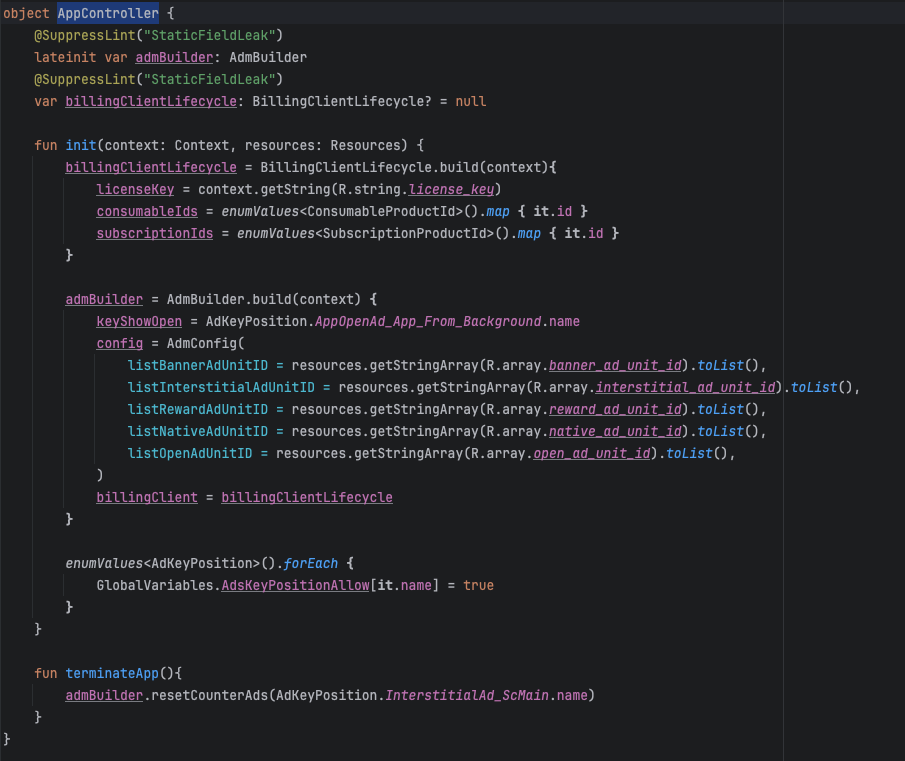 object AppController {
    @SuppressLint("StaticFieldLeak")
    lateinit var admBuilder: AdmBuilder
    @SuppressLint("StaticFieldLeak")
    var billingClientLifecycle: BillingClientLifecycle? = null

    fun init(context: Context, resources: Resources) {
        billingClientLifecycle = BillingClientLifecycle.build(context){
            licenseKey = context.getString(R.string.license_key)
            consumableIds = enumValues<ConsumableProductId>().map { it.id }
            subscriptionIds = enumValues<SubscriptionProductId>().map { it.id }
        }

        admBuilder = AdmBuilder.build(context) {
            keyShowOpen = AdKeyPosition.AppOpenAd_App_From_Background.name
            config = AdmConfig(
                listBannerAdUnitID = resources.getStringArray(R.array.banner_ad_unit_id).toList(),
                listInterstitialAdUnitID = resources.getStringArray(R.array.interstitial_ad_unit_id).toList(),
                listRewardAdUnitID = resources.getStringArray(R.array.reward_ad_unit_id).toList(),
                listNativeAdUnitID = resources.getStringArray(R.array.native_ad_unit_id).toList(),
                listOpenAdUnitID = resources.getStringArray(R.array.open_ad_unit_id).toList(),
            )
            billingClient = billingClientLifecycle
        }

        enumValues<AdKeyPosition>().forEach {
            GlobalVariables.AdsKeyPositionAllow[it.name] = true
        }
    }

    fun terminateApp(){
        admBuilder.resetCounterAds(AdKeyPosition.InterstitialAd_ScMain.name)
    }
}